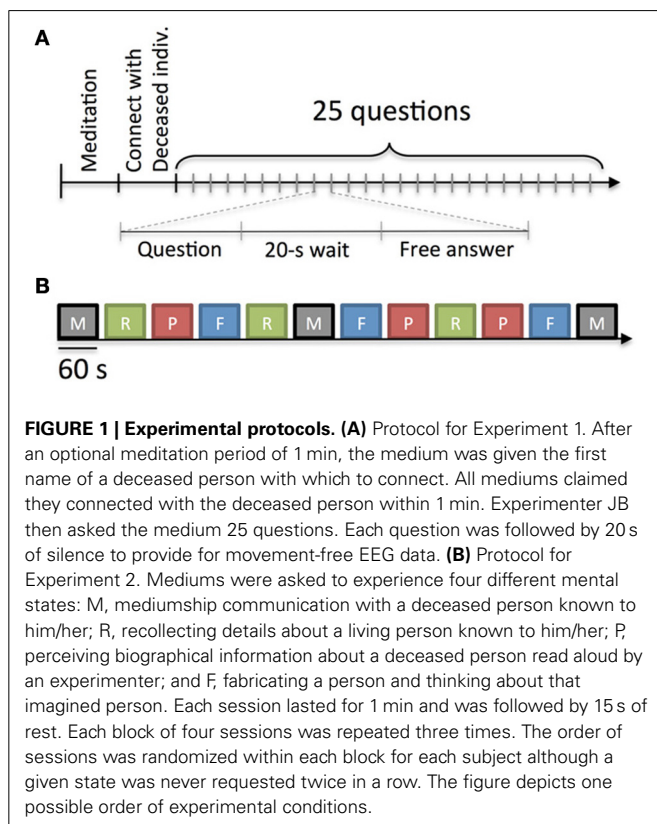 A
Meditation
Connect with
Deceased indiv.
25 questions
Question
20-s wait
Free answer
B
M R P F R M F P R P F M
60 s
FIGURE 1 | Experimental protocols. (A) Protocol for Experiment 1. After
an optional meditation period of 1 min, the medium was given the first
name of a deceased person with which to connect. All mediums claimed
they connected with the deceased person within 1 min. Experimenter JB
then asked the medium 25 questions. Each question was followed by 20 s
of silence to provide for movement-free EEG data. (B) Protocol for
Experiment 2. Mediums were asked to experience four different mental
states: M, mediumship communication with a deceased person known to
him/her; R, recollecting details about a living person known to him/her; P,
perceiving biographical information about a deceased person read aloud by
an experimenter; and F, fabricating a person and thinking about that
imagined person. Each session lasted for 1 min and was followed by 15 s of
rest. Each block of four sessions was repeated three times. The order of
sessions was randomized within each block for each subject although a
given state was never requested twice in a row. The figure depicts one
possible order of experimental conditions.